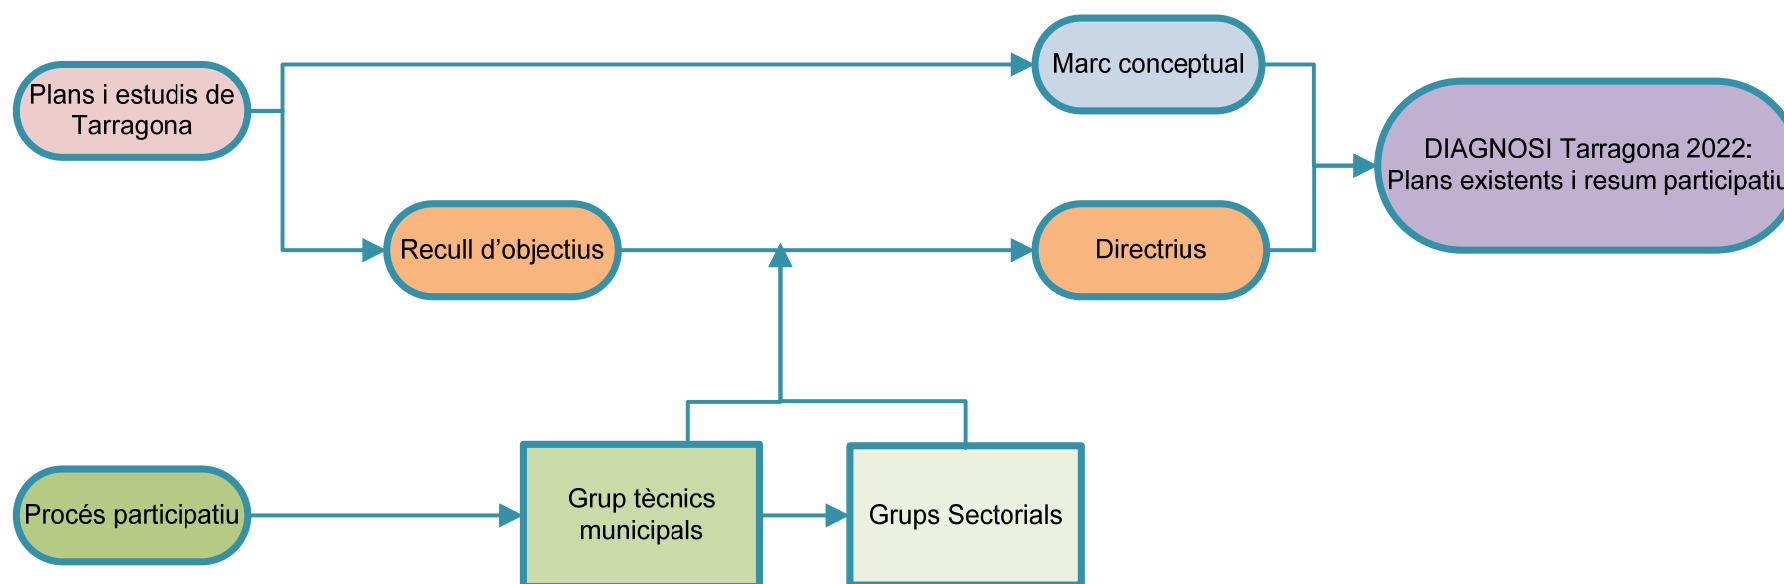 Plans i estudis de
Tarragona
Marc conceptual
DIAGNOSI Tarragona 2022:
Plans existents i resum participatiu
Recull d’objectius
Directrius
Procés participatiu
Grup tècnics
municipals
Grups Sectorials